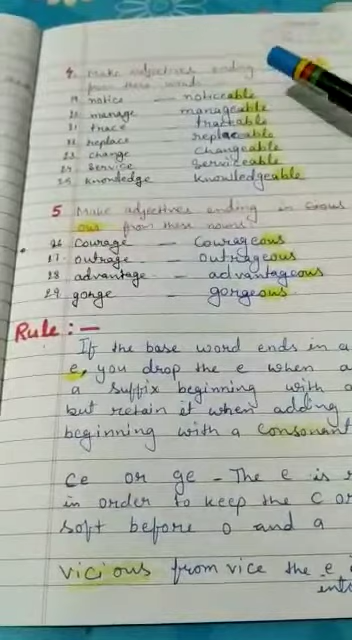 4. Make adjectives ending
from these words
19 notice — noticeable
20 manage manageable
21 trace traceable
22 replace replaceable
23 change changeable
24 Service Serviceable
25 knowledge knowledgeable
5 Make adjectives ending in
ous from these nouns
26 Courage — Courageous
27 outrage — outrageous
28 advantage — advantageous
29 gorge — gorgeous
Rule :—
If the base word ends in a
e, you drop the e when a
a suffix beginning with a
but retain it when adding
beginning with a consonant
Ce or ge - The e is
in order to keep the C or
soft before o and a
vicious from vice the e
into